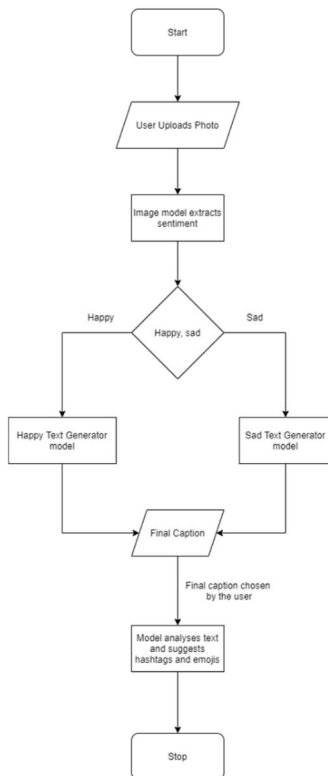 Start
User Uploads Photo
Image model extracts
sentiment
Happy
Happy, sad
Sad
Happy Text Generator
model
Sad Text Generator
model
Final Caption
Final caption chosen
by the user
Model analyses text
and suggests
hashtags and emojis
Stop